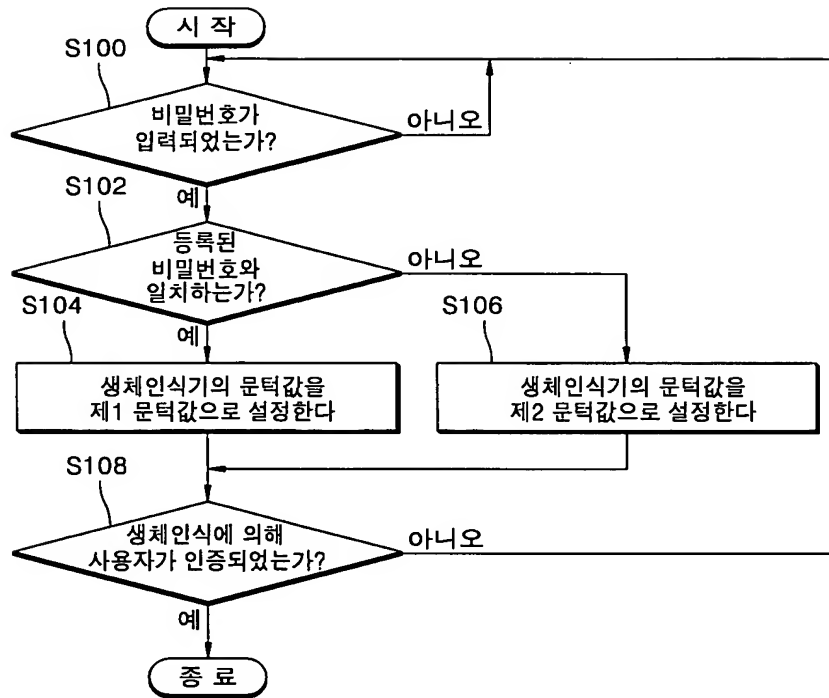 시 작
S100
비밀번호가
입력되었는가?
아니오
예
S102
등록된
비밀번호와
일치하는가?
아니오
예
S104
생체인식기의 문턱값을
제1 문턱값으로 설정한다
S106
생체인식기의 문턱값을
제2 문턱값으로 설정한다
S108
생체인식에 의해
사용자가 인증되었는가?
아니오
예
종 료